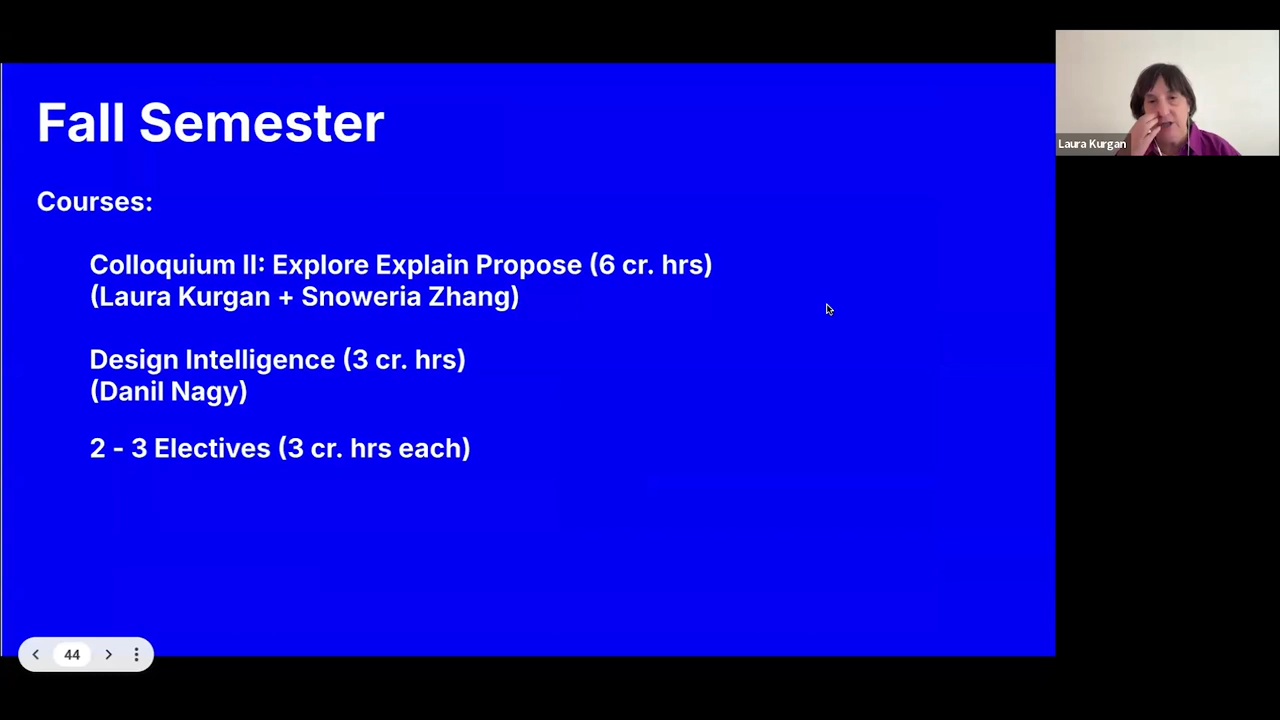 Fall Semester
Courses:
Colloquium II: Explore Explain Propose (6 cr. hrs)
(Laura Kurgan + Snoweria Zhang)
Design Intelligence (3 cr. hrs)
(Danil Nagy)
2 - 3 Electives (3 cr. hrs each)
44
Laura Kurgan